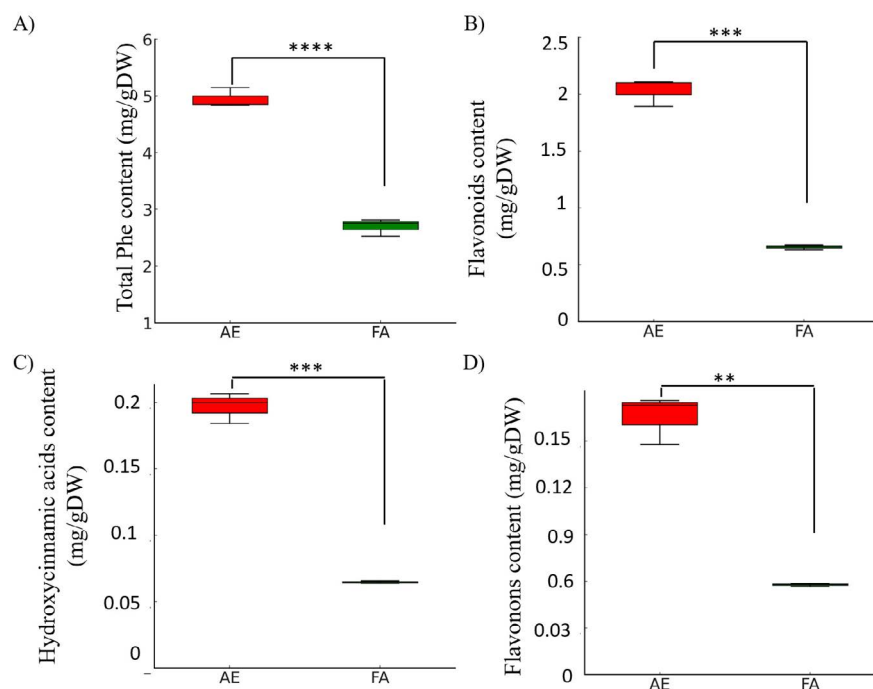 A)
Total Phe content (mg/gDW)
6
5
4
3
2
1
****
AE FA
B)
Flavonoids content
(mg/gDW)
2.5
2
1.5
1
0.5
0
***
AE FA
C)
Hydroxycinnamic acids content
(mg/gDW)
0.2
0.15
0.1
0.05
0
***
AE FA
D)
Flavonons content (mg/gDW)
0.15
0.12
0.9
0.6
0.03
0
**
AE FA